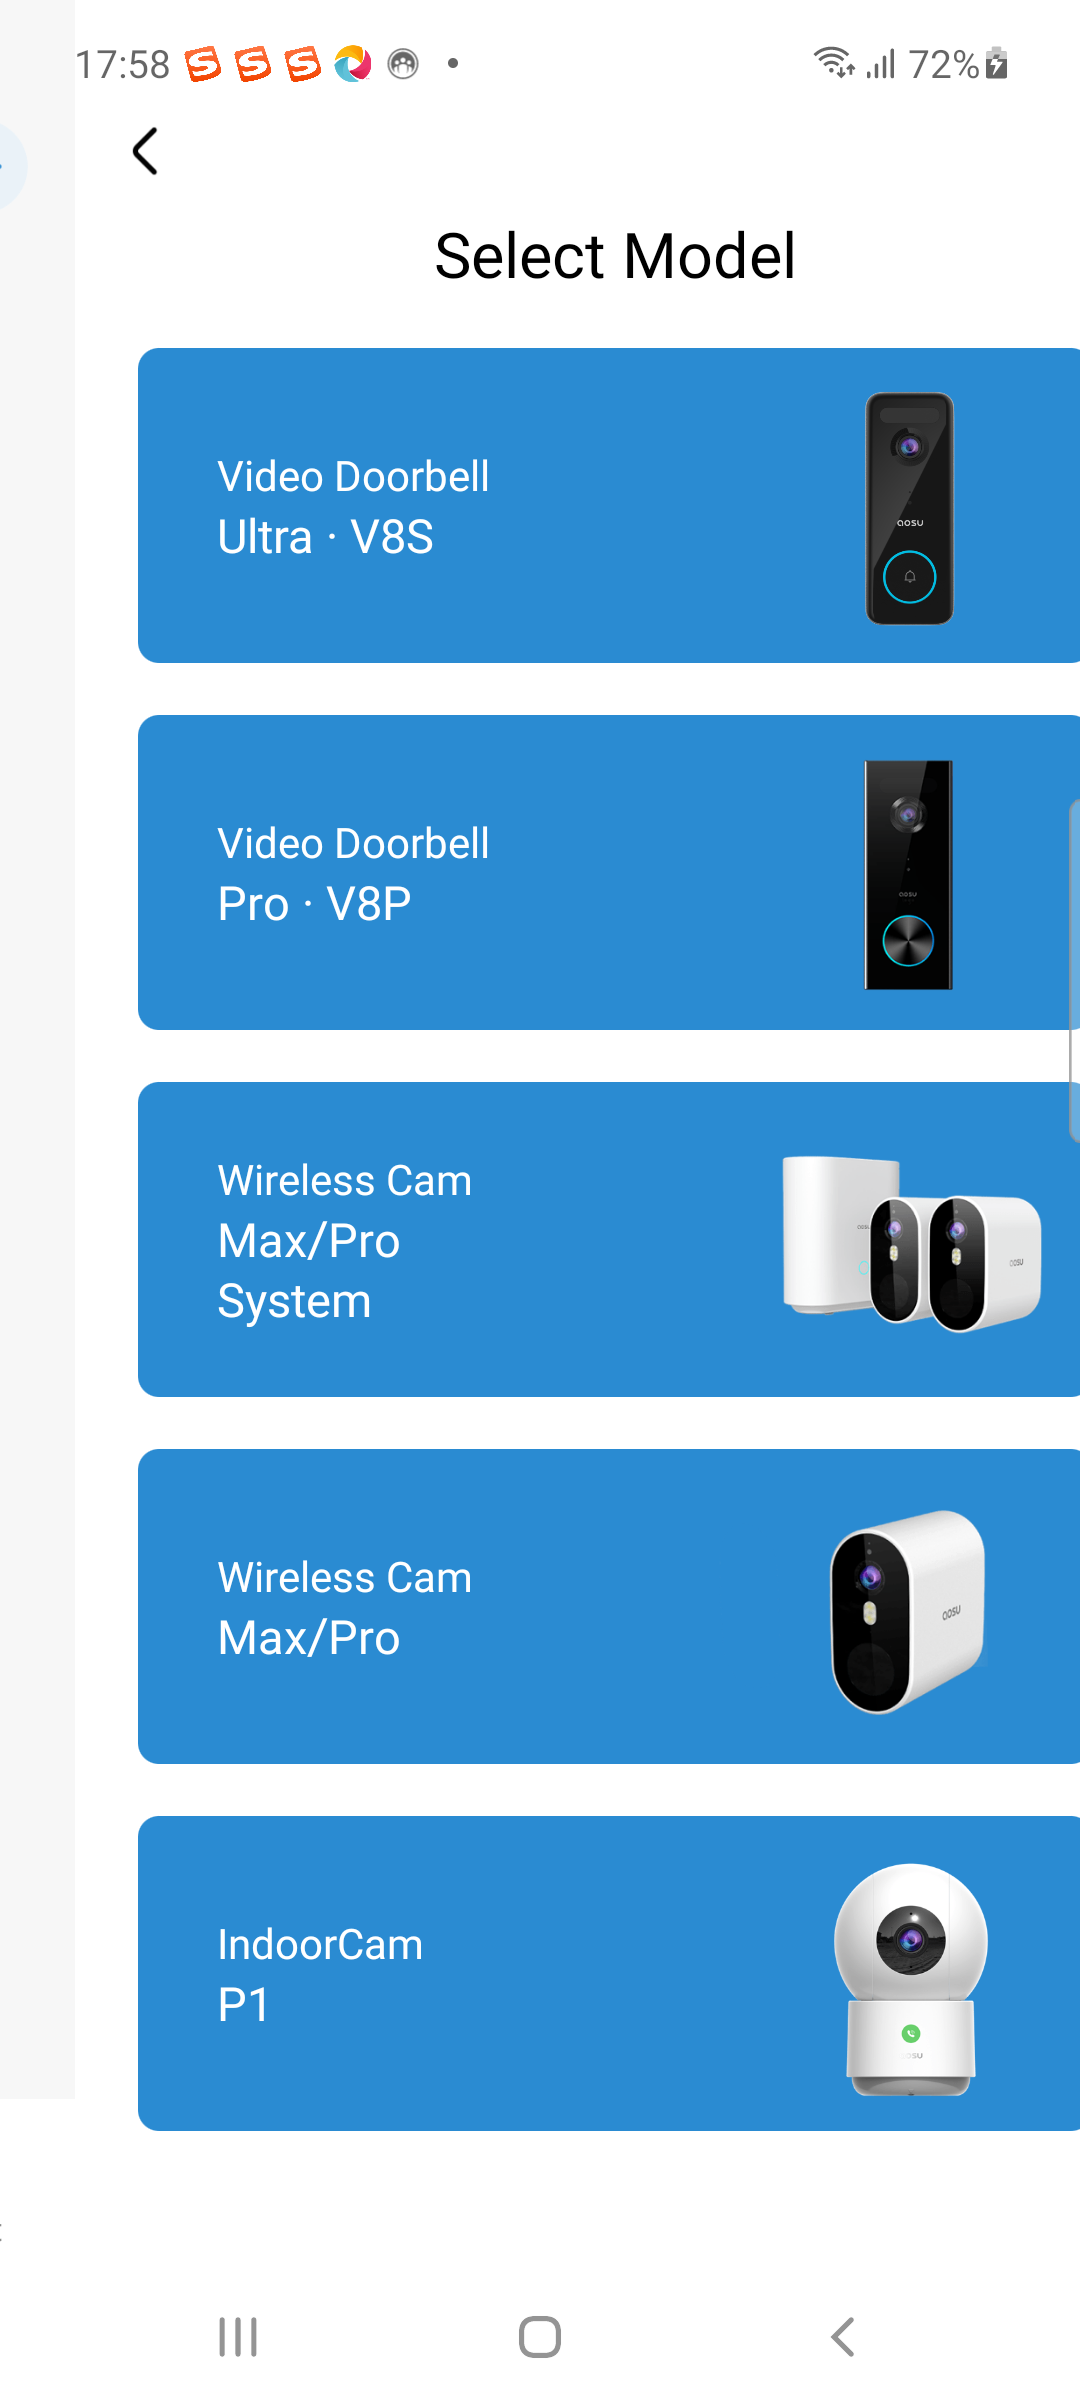 17:58
72%
Select Model
Video Doorbell
Ultra · V8S
aosu
Video Doorbell
Pro · V8P
aosu
Wireless Cam
Max/Pro
System
aosu
Wireless Cam
Max/Pro
aosu
IndoorCam
P1